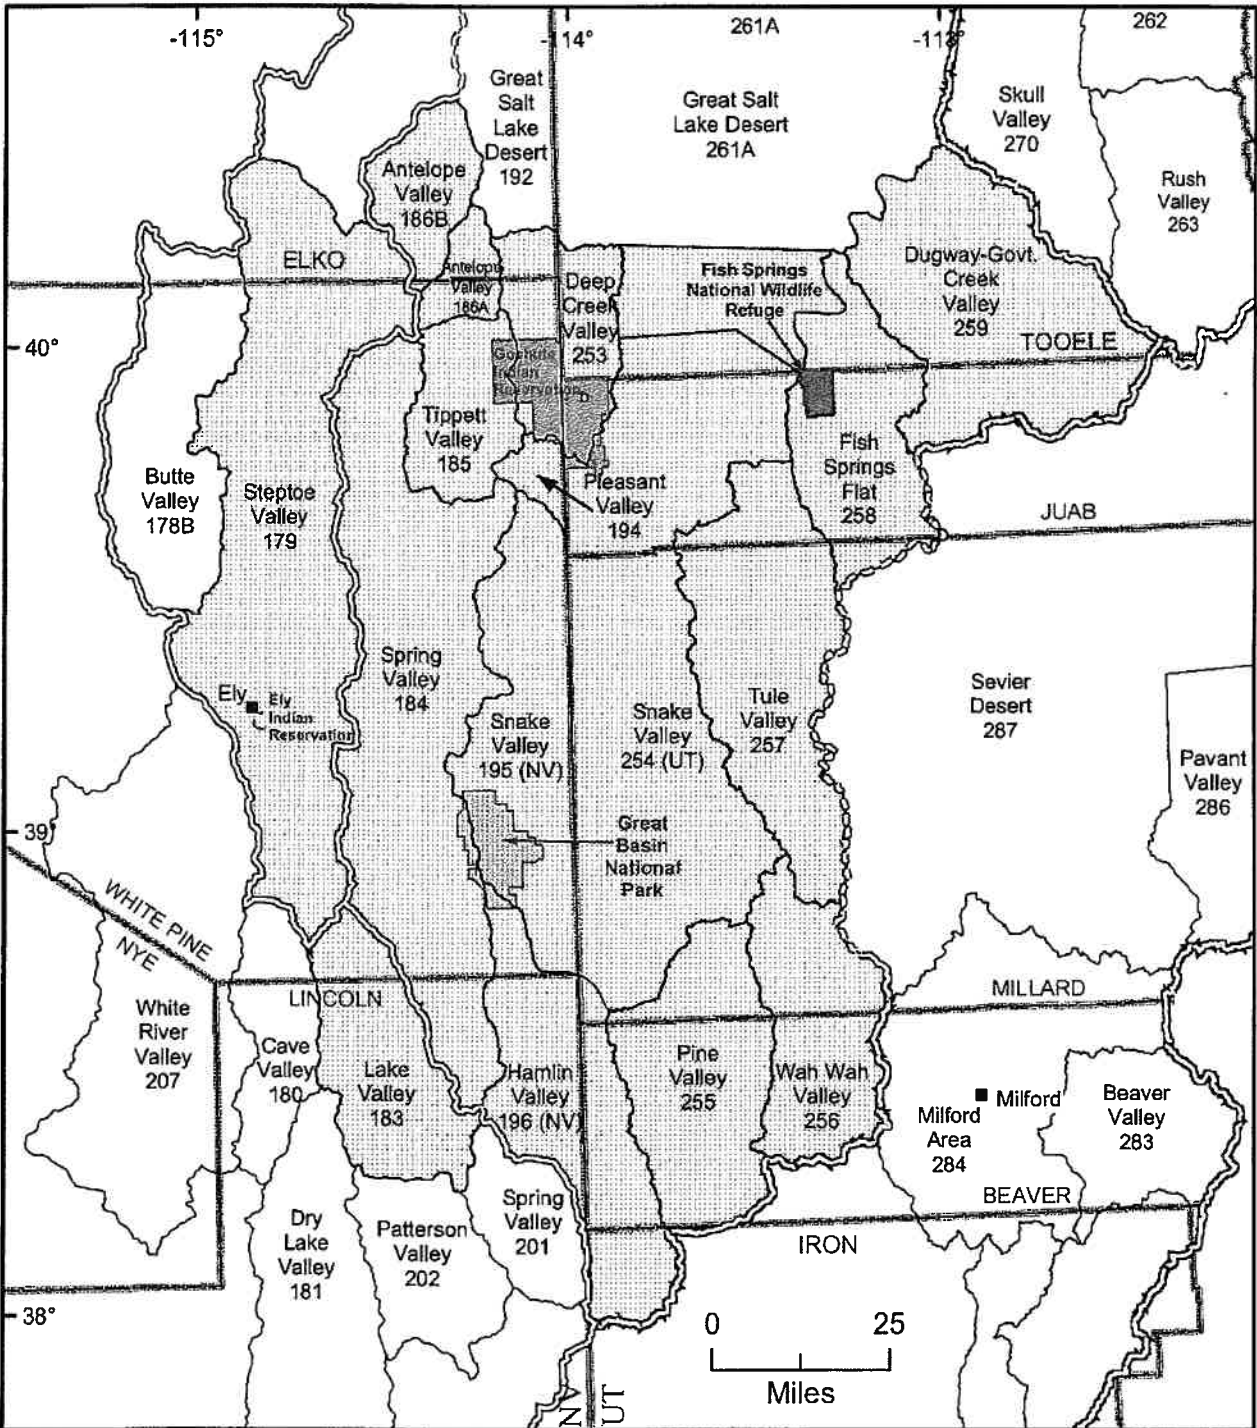 -115°
-114°
261A
-113°
262
Great
Salt
Lake
Desert
192
Great Salt
Lake Desert
261A
Skull
Valley
270
Rush
Valley
263
Antelope
Valley
186B
ELKO
Antelope
Valley
186A
Deep
Creek
Valley
253
Fish Springs
National Wildlife
Refuge
Dugway-Govt.
Creek
Valley
259
TOOELE
40°
Goshute
Indian
Reservation
Tippett
Valley
185
Butte
Valley
178B
Steptoe
Valley
179
Pleasant
Valley
194
Fish
Springs
Flat
258
JUAB
Spring
Valley
184
Ely
Ely
Indian
Reservation
Snake
Valley
195 (NV)
Snake
Valley
254 (UT)
Tule
Valley
257
Sevier
Desert
287
Pavant
Valley
286
39°
Great
Basin
National
Park
WHITE PINE
NYE
LINCOLN
MILLARD
White
River
Valley
207
Cave
Valley
180
Lake
Valley
183
Hamlin
Valley
196 (NV)
Pine
Valley
255
Wah Wah
Valley
256
Milford
Milford
Area
284
Beaver
Valley
283
BEAVER
IRON
Dry
Lake
Valley
181
Patterson
Valley
202
Spring
Valley
201
38°
0 25
Miles
NV
UT